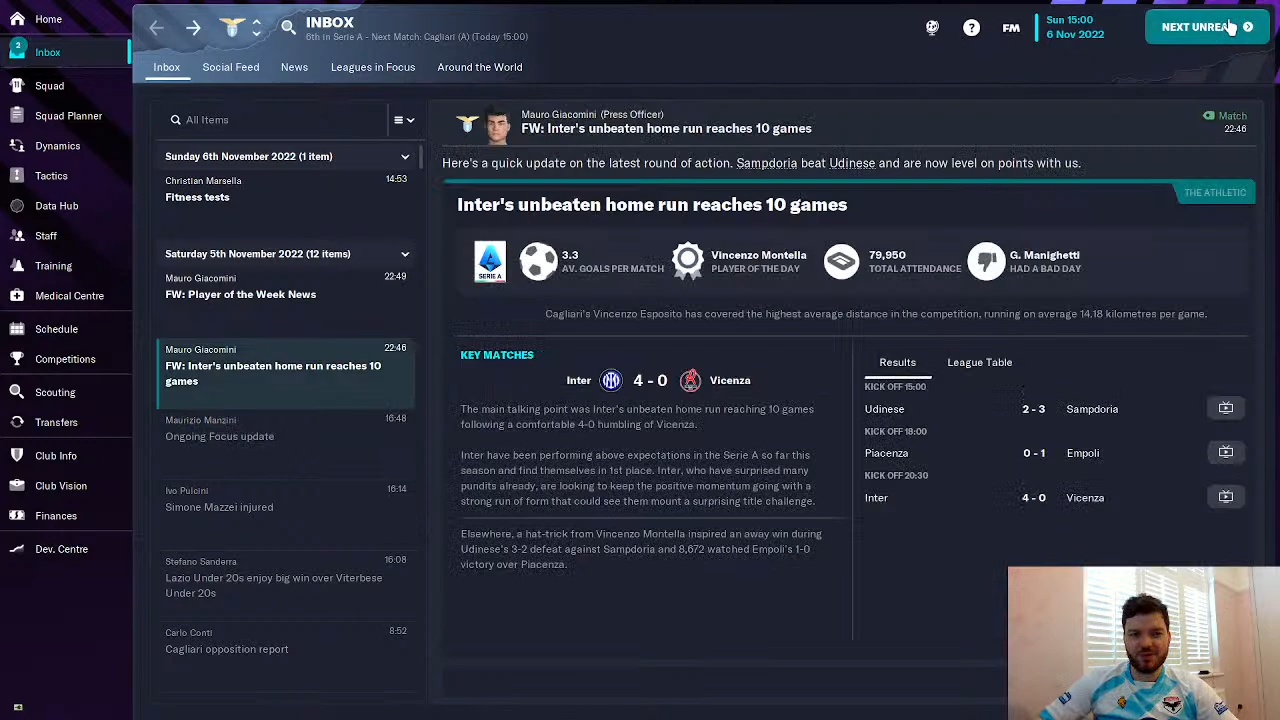 Home
2
Inbox
Squad
Squad Planner
Dynamics
Tactics
Data Hub
Staff
Training
Medical Centre
Schedule
Competitions
Scouting
Transfers
Club Info
Club Vision
Finances
Dev. Centre
INBOX
6th in Serie A - Next Match: Cagliari (A) (Today 15:00)
FM
Sun 15:00
6 Nov 2022
Inbox
Social Feed
News
Leagues in Focus
Around the World
All Items
Sunday 6th November 2022 (1 item)
Christian Marsella 14:53
Fitness tests
Saturday 5th November 2022 (12 items)
Mauro Giacomini 22:49
FW: Player of the Week News
Mauro Giacomini 22:46
FW: Inter's unbeaten home run reaches 10
games
Maurizio Manzini 16:48
Ongoing Focus update
Ivo Pulcini 16:14
Simone Mazzei injured
Stefano Sanderra 16:08
Lazio Under 20s enjoy big win over Viterbese
Under 20s
Carlo Conti 8:52
Cagliari opposition report
Mauro Giacomini (Press Officer)
FW: Inter's unbeaten home run reaches 10 games
Match
22:46
Here's a quick update on the latest round of action. Sampdoria beat Udinese and are now level on points with us.
THE ATHLETIC
Inter's unbeaten home run reaches 10 games
SERIE A
3.3
AV. GOALS PER MATCH
Vincenzo Montella
PLAYER OF THE DAY
79,950
TOTAL ATTENDANCE
G. Manighetti
HAD A BAD DAY
Cagliari's Vincenzo Esposito has covered the highest average distance in the competition, running on average 14.18 kilometres per game.
KEY MATCHES
Inter 4 - 0 Vicenza
The main talking point was Inter's unbeaten home run reaching 10 games
following a comfortable 4-0 humbling of Vicenza.
Inter have been performing above expectations in the Serie A so far this
season and find themselves in 1st place. Inter, who have surprised many
pundits already, are looking to keep the positive momentum going with a
strong run of form that could see them mount a surprising title challenge.
Elsewhere, a hat-trick from Vincenzo Montella inspired an away win during
Udinese's 3-2 defeat against Sampdoria and 8,672 watched Empoli's 1-0
victory over Piacenza.
Results
League Table
KICK OFF 15:00
Udinese 2 - 3 Sampdoria
KICK OFF 18:00
Piacenza 0 - 1 Empoli
KICK OFF 20:30
Inter 4 - 0 Vicenza